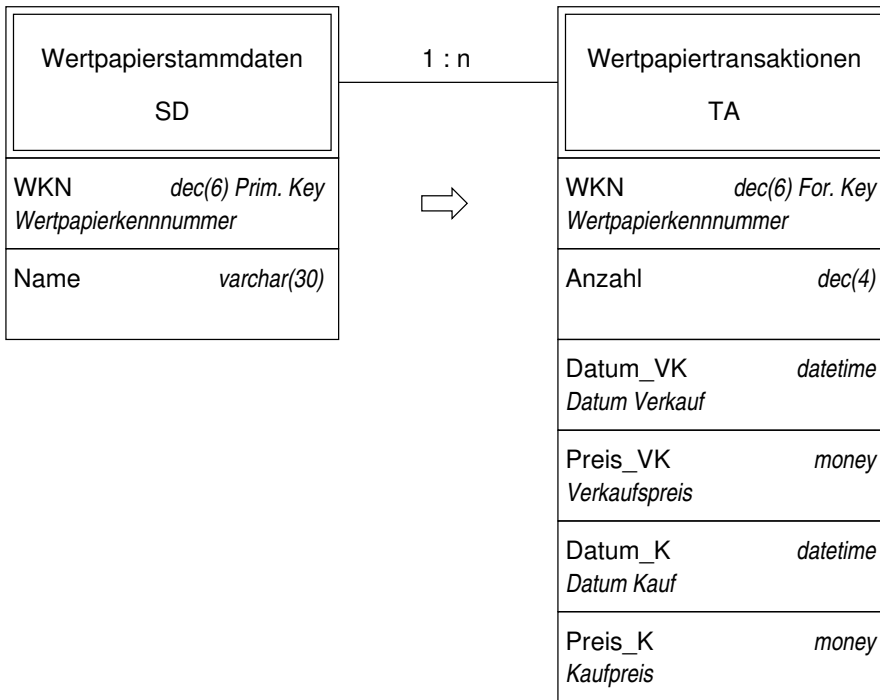 Wertpapierstammdaten
SD
WKN dec(6) Prim. Key
Wertpapierkennnummer
Name varchar(30)
1 : n
Wertpapiertransaktionen
TA
WKN dec(6) For. Key
Wertpapierkennnummer
Anzahl dec(4)
Datum_VK datetime
Datum Verkauf
Preis_VK money
Verkaufspreis
Datum_K datetime
Datum Kauf
Preis_K money
Kaufpreis